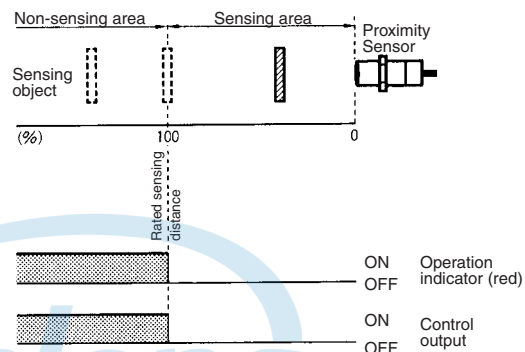 Non-sensing area
Sensing area
Proximity
Sensor
Sensing
object
(%)
100
0
Rated sensing
distance
ON
OFF
Operation
indicator (red)
ON
OFF
Control
output